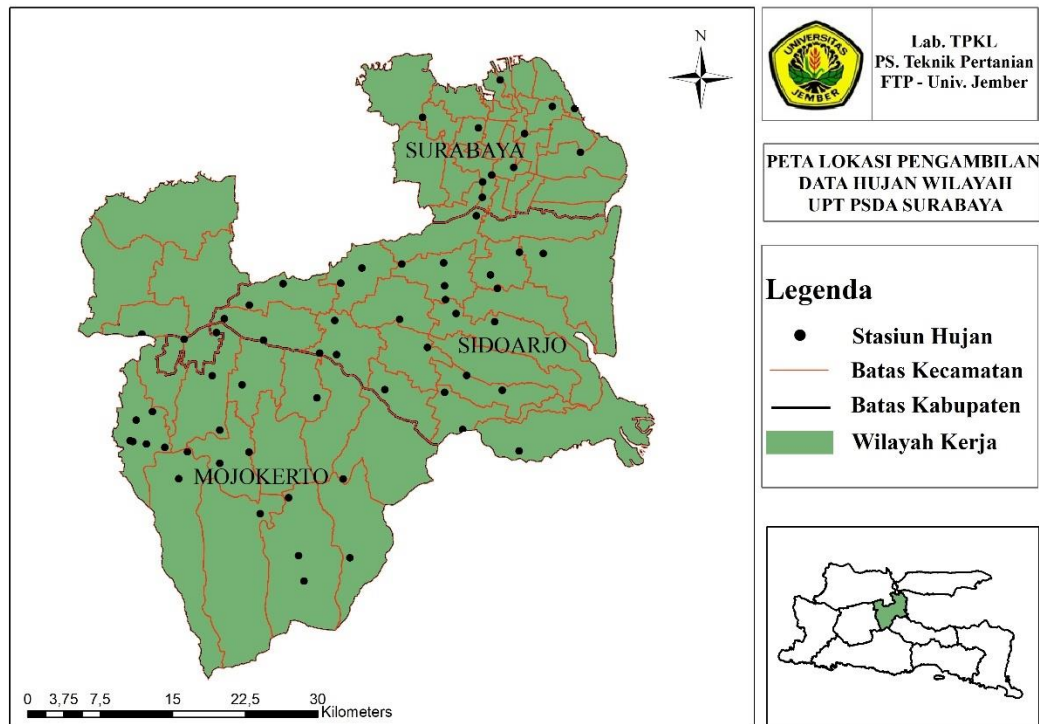 N
SURABAYA
SIDOARJO
MOJOKERTO
0 3,75 7,5 15 22,5 30
Kilometers
UNIVERSITAS
JEMBER
Lab. TPKL
PS. Teknik Pertanian
FTP - Univ. Jember
PETA LOKASI PENGAMBILAN
DATA HUJAN WILAYAH
UPT PSDA SURABAYA
Legenda
Stasiun Hujan
Batas Kecamatan
Batas Kabupaten
Wilayah Kerja